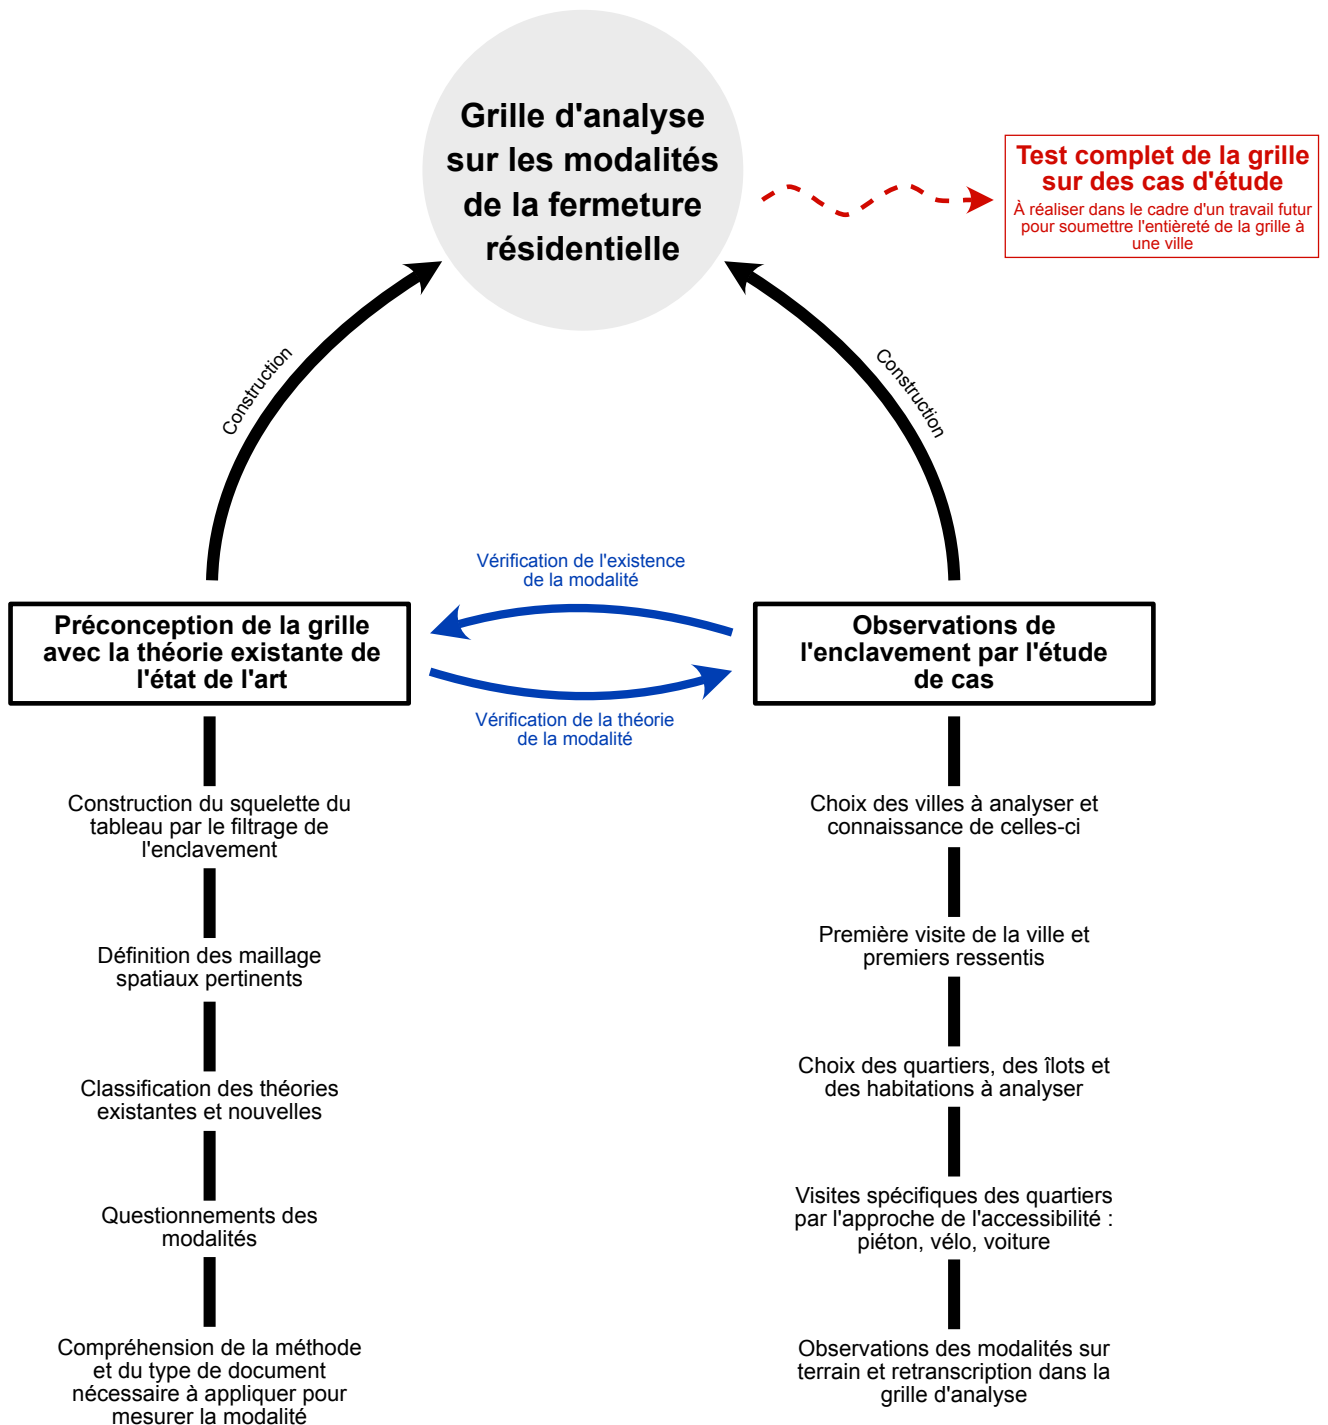 Grille d'analyse
sur les modalités
de la fermeture
résidentielle
Test complet de la grille
sur des cas d'étude
À réaliser dans le cadre d'un travail futur
pour soumettre l'entièreté de la grille à
une ville
Construction
Construction
Vérification de l'existence
de la modalité
Préconception de la grille
avec la théorie existante de
l'état de l'art
Observations de
l'enclavement par l'étude
de cas
Vérification de la théorie
de la modalité
Construction du squelette du
tableau par le filtrage de
l'enclavement
Définition des maillage
spatiaux pertinents
Classification des théories
existantes et nouvelles
Questionnements des
modalités
Compréhension de la méthode
et du type de document
nécessaire à appliquer pour
mesurer la modalité
Choix des villes à analyser et
connaissance de celles-ci
Première visite de la ville et
premiers ressentis
Choix des quartiers, des îlots et
des habitations à analyser
Visites spécifiques des quartiers
par l'approche de l'accessibilité :
piéton, vélo, voiture
Observations des modalités sur
terrain et retranscription dans la
grille d'analyse